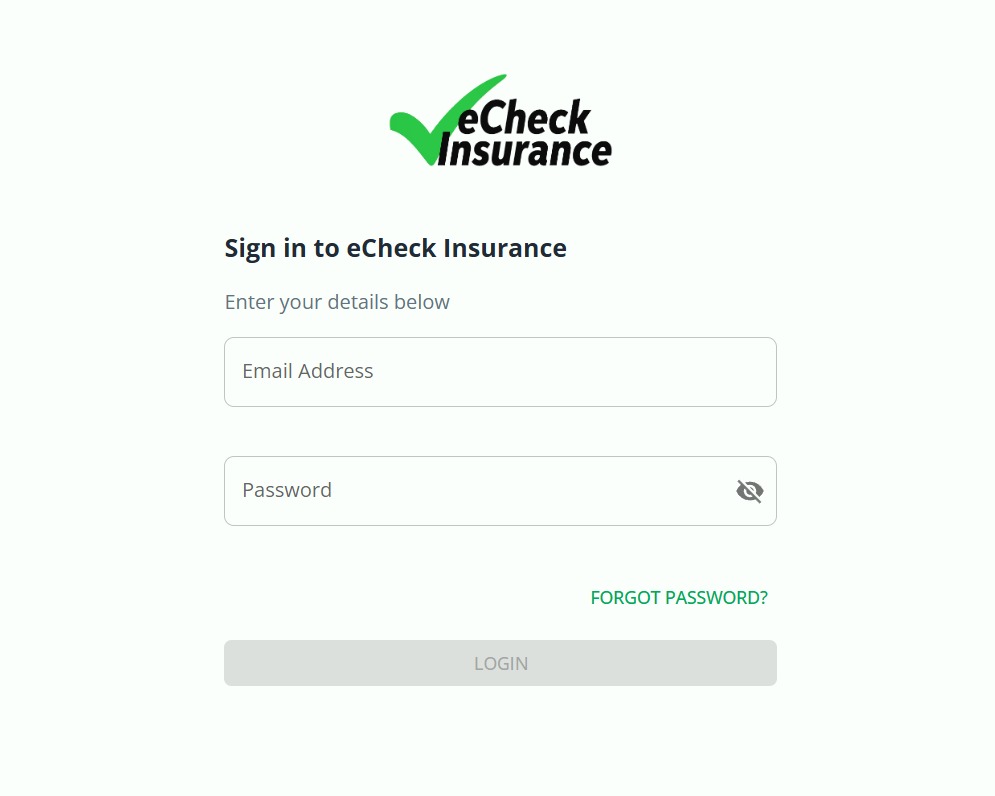 eCheck
Insurance
Sign in to eCheck Insurance
Enter your details below
Email Address
Password
FORGOT PASSWORD?
LOGIN